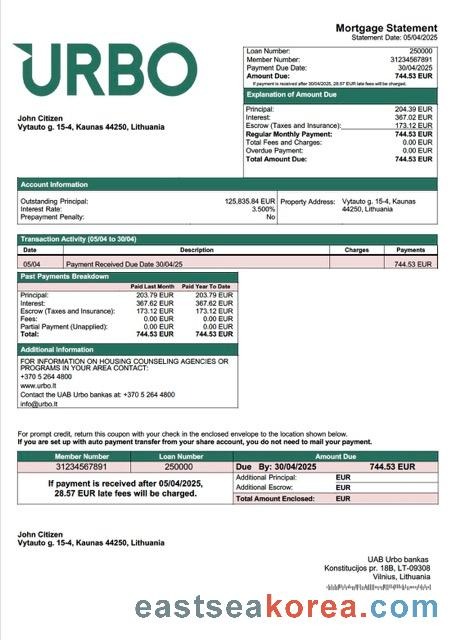 Mortgage Statement
Statement Date: 05/04/2025
URBO
Loan Number: 250000
Member Number: 31234567891
Payment Due Date: 30/04/2025
Amount Due: 744.53 EUR
If payment is received after 30/04/2025, 28.57 EUR late fees will be charged.
John Citizen
Vytauto g. 15-4, Kaunas 44250, Lithuania
Explanation of Amount Due
Principal: 204.39 EUR
Interest: 367.02 EUR
Escrow (Taxes and Insurance): 173.12 EUR
Regular Monthly Payment: 744.53 EUR
Total Fees and Charges: 0.00 EUR
Overdue Payment: 0.00 EUR
Total Amount Due: 744.53 EUR
Account Information
Outstanding Principal: 125,835.84 EUR
Interest Rate: 3.500%
Prepayment Penalty: No
Property Address: Vytauto g. 15-4, Kaunas
44250, Lithuania
Transaction Activity (05/04 to 30/04)
Date Description Charges Payments
05/04 Payment Received Due Date 30/04/25 744.53 EUR
Past Payments Breakdown
Paid Last Month Paid Year To Date
Principal: 203.79 EUR 203.79 EUR
Interest: 367.62 EUR 367.62 EUR
Escrow (Taxes and Insurance): 173.12 EUR 173.12 EUR
Fees: 0.00 EUR 0.00 EUR
Partial Payment (Unapplied): 0.00 EUR 0.00 EUR
Total: 744.53 EUR 744.53 EUR
Additional Information
FOR INFORMATION ON HOUSING COUNSELING AGENCIES OR
PROGRAMS IN YOUR AREA CONTACT:
+370 5 264 4800
www.urbo.lt
Contact the UAB Urbo bankas at: +370 5 264 4800
info@urbo.lt
For prompt credit, return this coupon with your check in the enclosed envelope to the location shown below.
If you are set up with auto payment transfer from your share account, you do not need to mail your payment.
Member Number Loan Number Amount Due
31234567891 250000 Due By: 30/04/2025 744.53 EUR
If payment is received after 05/04/2025,
28.57 EUR late fees will be charged.
Additional Principal: EUR
Additional Escrow: EUR
Total Amount Enclosed: EUR
John Citizen
Vytauto g. 15-4, Kaunas 44250, Lithuania
UAB Urbo bankas
Konstitucijos pr. 18B, LT-09308
Vilnius, Lithuania
eastseakorea.com